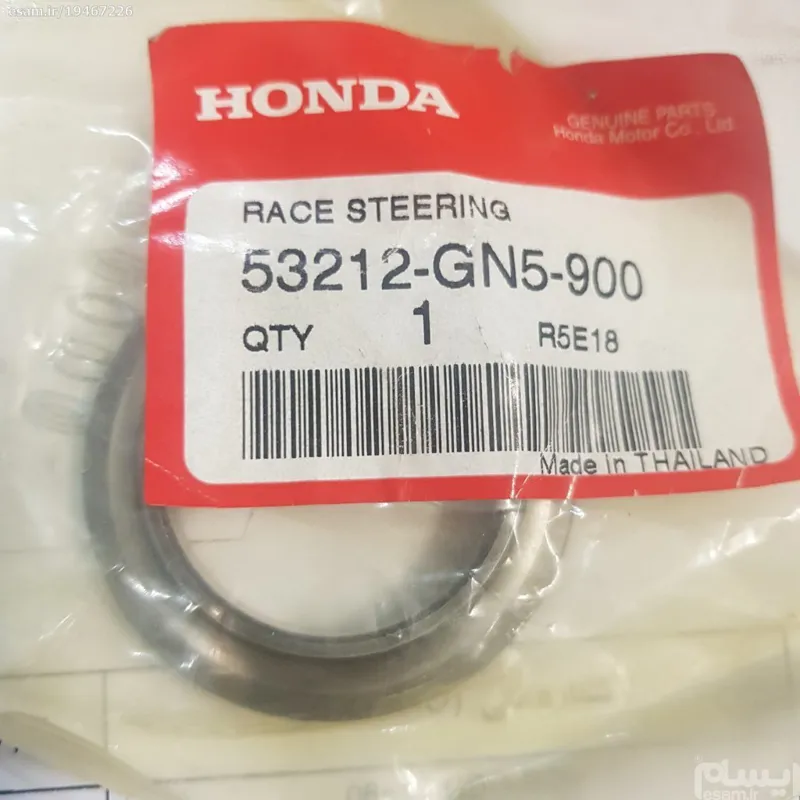 esam.ir/19467226
HONDA
GENUINE PARTS
Honda Motor Co., Ltd.
RACE STEERING
53212-GN5-900
QTY 1 R5E18
Made in THAILAND
ایسام
esam.ir